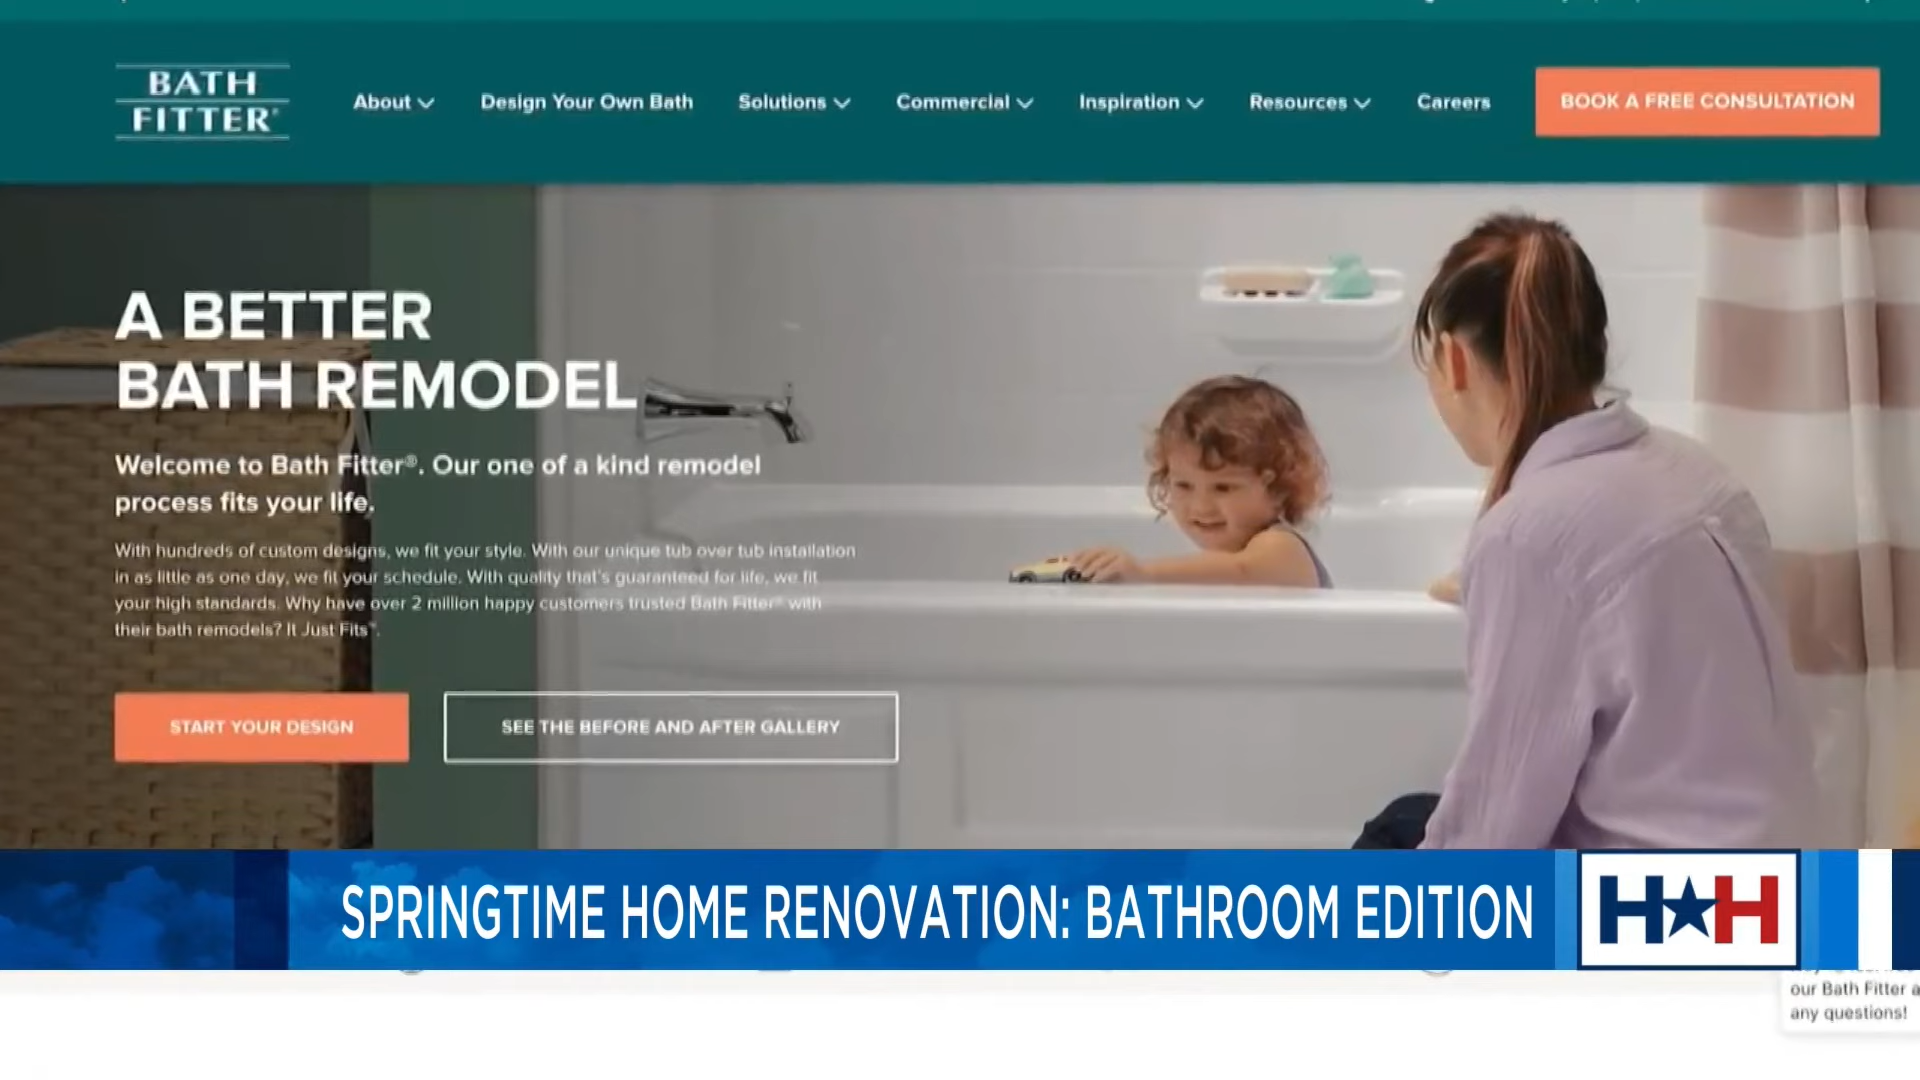 BATH
FITTER®
About
Design Your Own Bath
Solutions
Commercial
Inspiration
Resources
Careers
BOOK A FREE CONSULTATION
A BETTER
BATH REMODEL
Welcome to Bath Fitter®. Our one of a kind remodel
process fits your life.
With hundreds of custom designs, we fit your style. With our unique tub over tub installation
in as little as one day, we fit your schedule. With quality that's guaranteed for life, we fit
your high standards. Why have over 2 million happy customers trusted Bath Fitter® with
their bath remodels? It Just Fits™.
START YOUR DESIGN
SEE THE BEFORE AND AFTER GALLERY
SPRINGTIME HOME RENOVATION: BATHROOM EDITION
H★H
our Bath Fitter a
any questions!